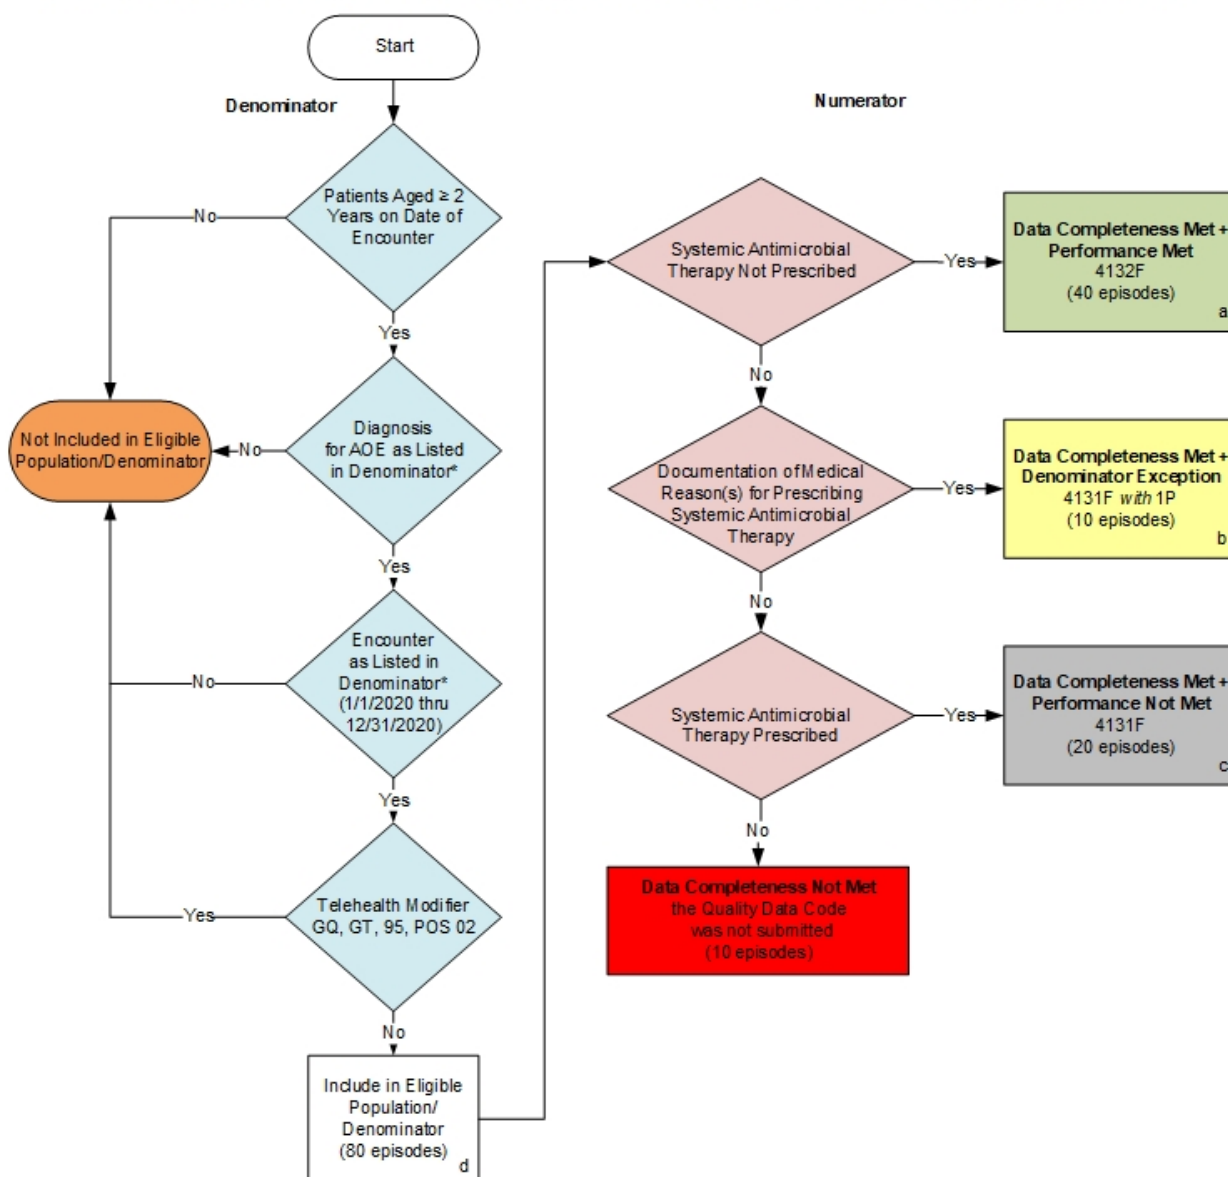 Start
Denominator
Patients Aged ≥ 2
Years on Date of
Encounter
No
Yes
Diagnosis
for AOE as Listed
in Denominator*
No
Not Included in Eligible
Population/Denominator
Yes
Encounter
as Listed in
Denominator*
(1/1/2020 thru
12/31/2020)
No
Yes
Telehealth Modifier
GQ, GT, 95, POS 02
Yes
No
Include in Eligible
Population/
Denominator
(80 episodes)
d
Numerator
Systemic Antimicrobial
Therapy Not Prescribed
Yes
Data Completeness Met +
Performance Met
4132F
(40 episodes)
a
No
Documentation of Medical
Reason(s) for Prescribing
Systemic Antimicrobial
Therapy
Yes
Data Completeness Met +
Denominator Exception
4131F with 1P
(10 episodes)
b
No
Systemic Antimicrobial
Therapy Prescribed
Yes
Data Completeness Met +
Performance Not Met
4131F
(20 episodes)
c
No
Data Completeness Not Met
the Quality Data Code
was not submitted
(10 episodes)